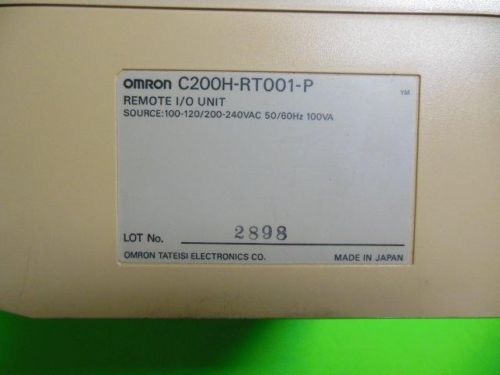 OMRON C200H-RT001-P
YM
REMOTE I/O UNIT
SOURCE:100-120/200-240VAC 50/60Hz 100VA
LOT No. 2898
OMRON TATEISI ELECTRONICS CO. MADE IN JAPAN